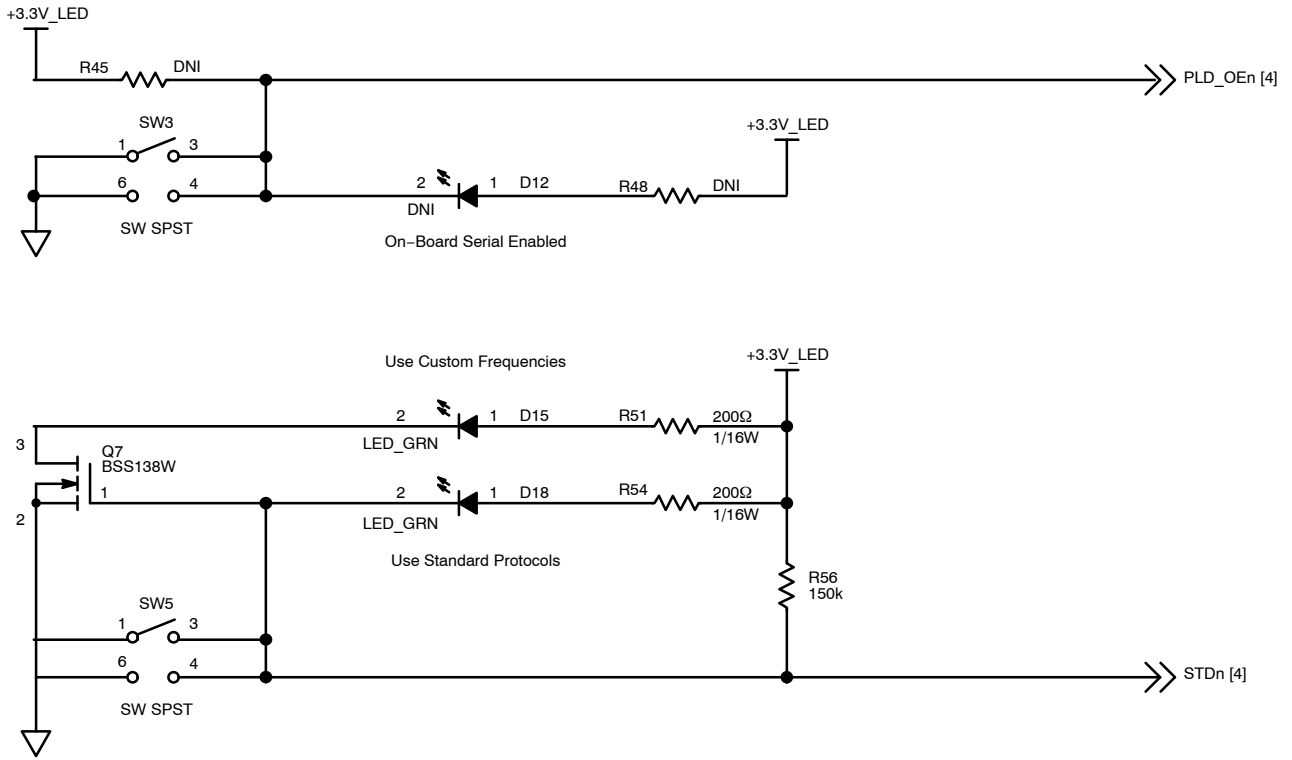 +3.3V_LED
R45 DNI
PLD_OEn [4]
SW3
1 3
6 4
SW SPST
+3.3V_LED
2 1 D12 R48 DNI
DNI
On−Board Serial Enabled
Use Custom Frequencies
+3.3V_LED
2 1 D15 R51 200Ω
LED_GRN 1/16W
3
Q7
BSS138W
1
2
2 1 D18 R54 200Ω
LED_GRN 1/16W
Use Standard Protocols
R56
150k
SW5
1 3
6 4
SW SPST
STDn [4]